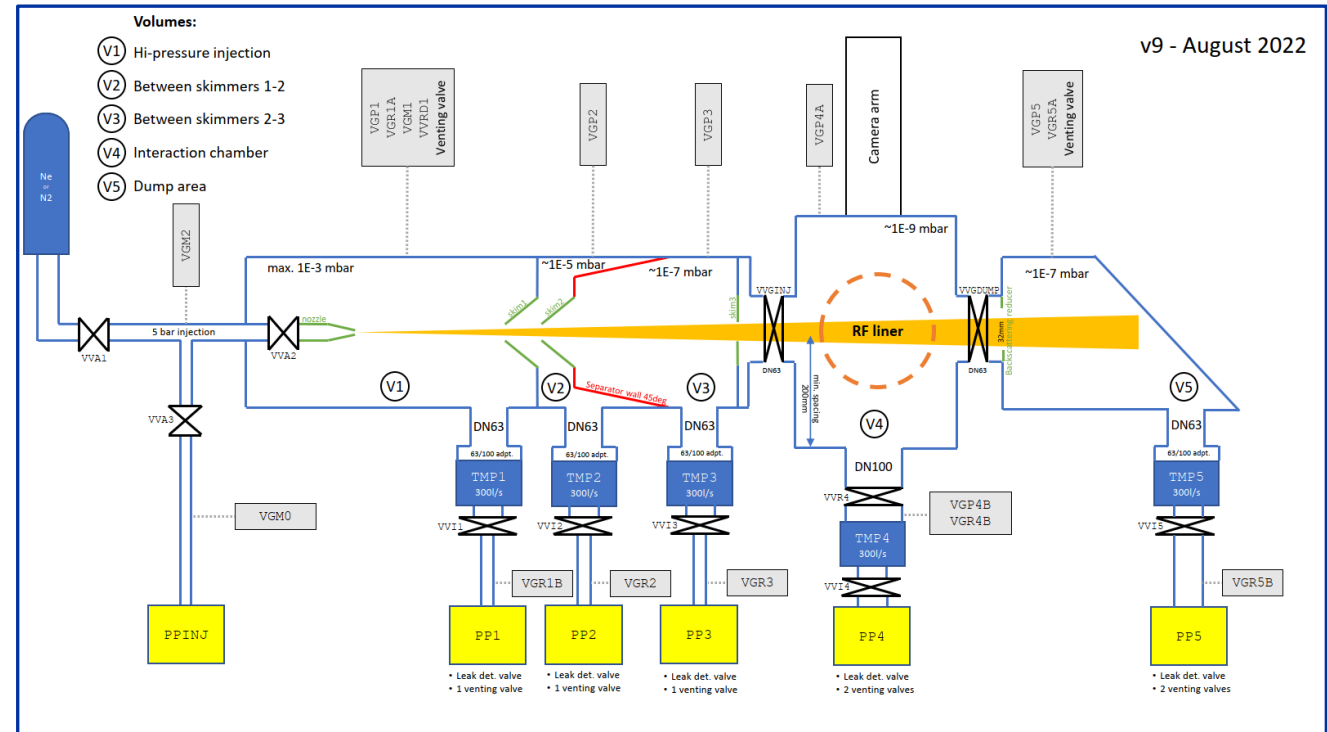 Volumes:
V1 Hi-pressure injection
V2 Between skimmers 1-2
V3 Between skimmers 2-3
V4 Interaction chamber
V5 Dump area
v9 - August 2022
Ne
or
N2
VGM2
VGP1
VGR1A
VGM1
VVRD1
Venting valve
VGP2
VGP3
VGP4A
Camera arm
VGP5
VGR5A
Venting valve
max. 1E-3 mbar
~1E-5 mbar
~1E-7 mbar
~1E-9 mbar
~1E-7 mbar
5 bar injection
VVA1
VVA2
nozzle
skim1
skim2
skim3
VVGINJ
DN63
RF liner
VVGDUMP
DN63
32mm
Backscattering reducer
min. spacing
200mm
Separator wall 45deg
V1
V2
V3
V4
V5
VVA3
DN63
DN63
DN63
DN100
DN63
63/100 adpt.
63/100 adpt.
63/100 adpt.
63/100 adpt.
TMP1
300l/s
TMP2
300l/s
TMP3
300l/s
TMP4
300l/s
TMP5
300l/s
VVR4
VGP4B
VGR4B
VVI1
VVI2
VVI3
VVI4
VVI5
VGM0
VGR1B
VGR2
VGR3
VGR5B
PPINJ
PP1
PP2
PP3
PP4
PP5
• Leak det. valve
• 1 venting valve
• Leak det. valve
• 1 venting valve
• Leak det. valve
• 1 venting valve
• Leak det. valve
• 2 venting valves
• Leak det. valve
• 2 venting valves